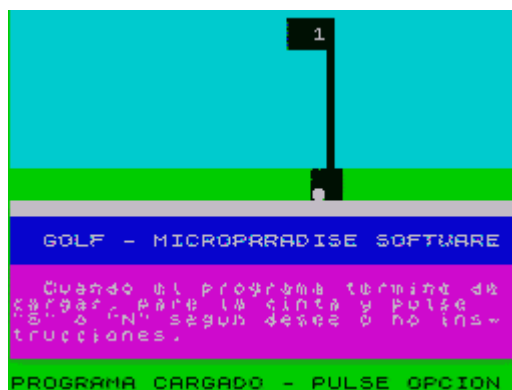 1
GOLF - MICROPARADISE SOFTWARE
Cuando el programa termine de
cargar, pare la cinta y pulse
"S" o "N" segun desee o no ins-
trucciones.
PROGRAMA CARGADO - PULSE OPCION